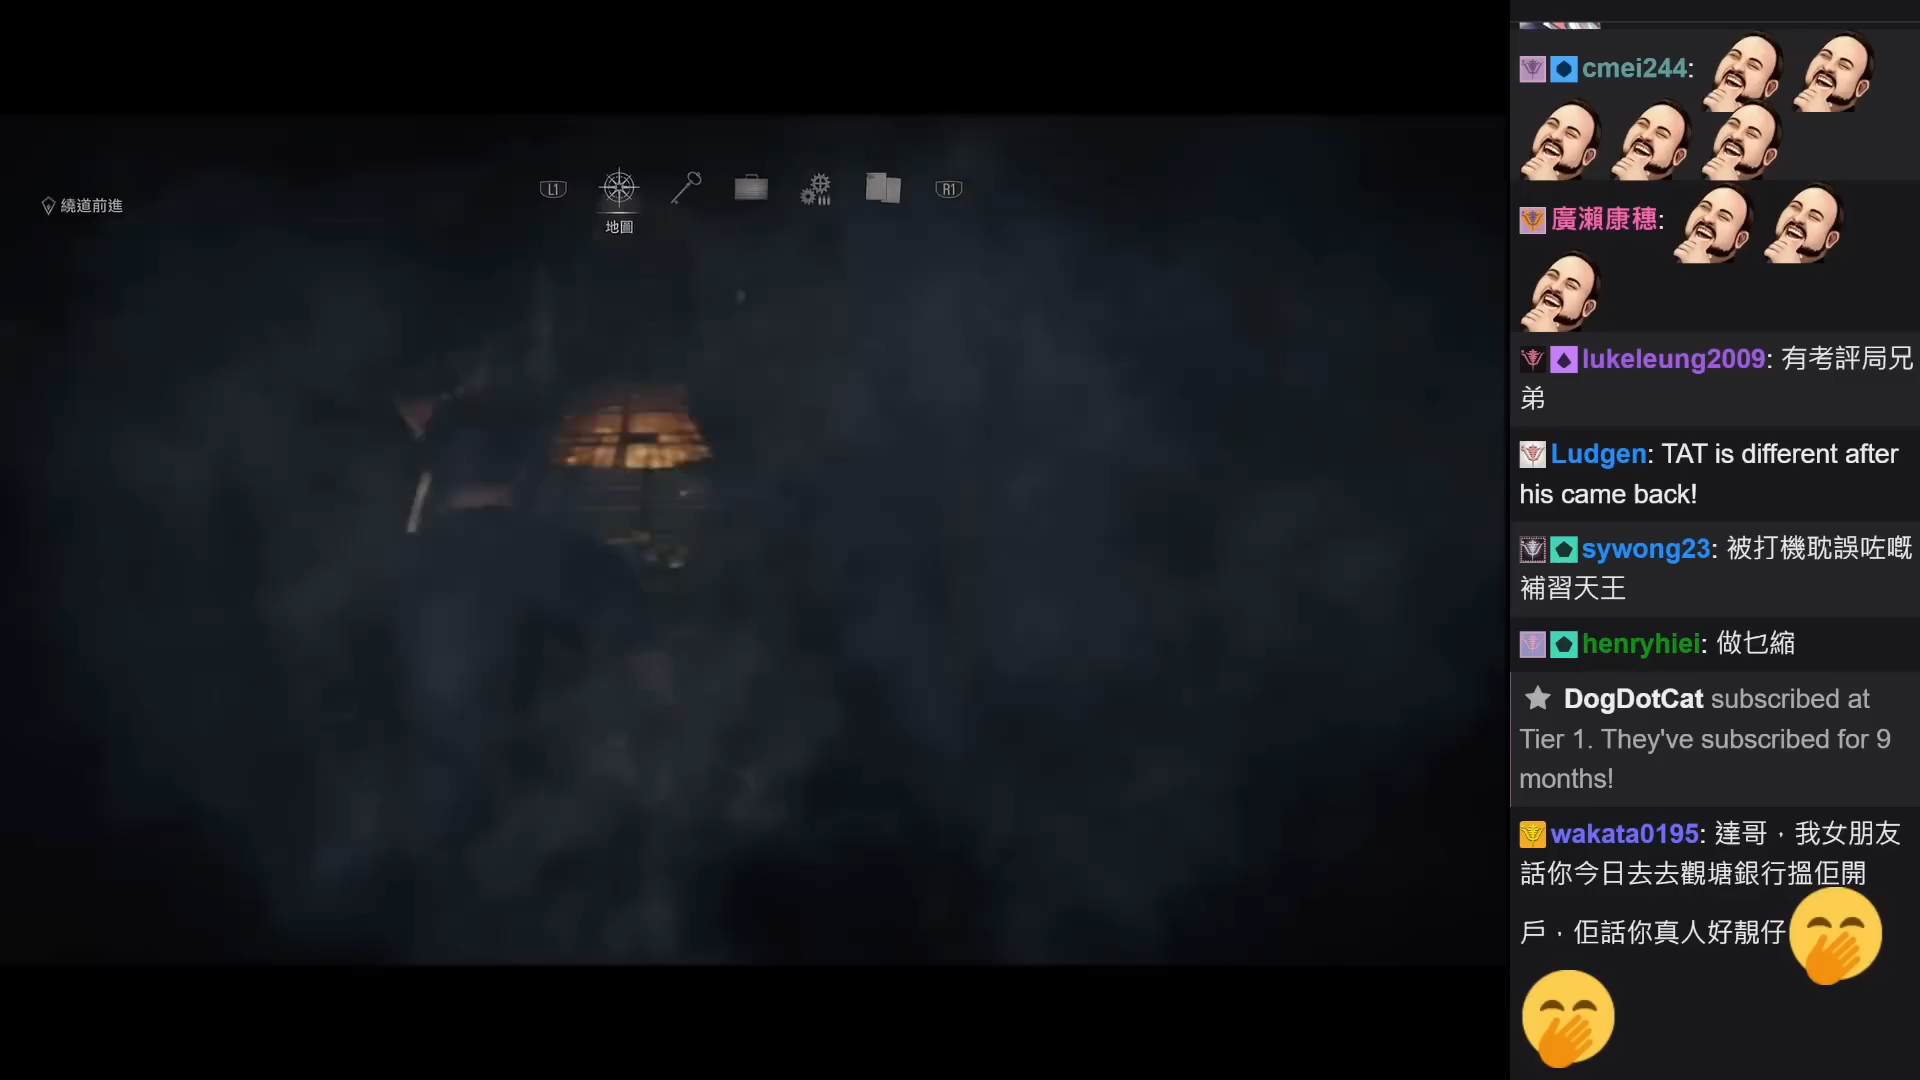 繞道前進
L1
R1
地圖
cmei244:
廣瀨康穗:
lukeleung2009: 有考評局兄
弟
Ludgen: TAT is different after
his came back!
sywong23: 被打機耽誤咗嘅
補習天王
henryhiei: 做乜縮
DogDotCat subscribed at
Tier 1. They've subscribed for 9
months!
wakata0195: 達哥，我女朋友
話你今日去去觀塘銀行搵佢開
戶，佢話你真人好靚仔